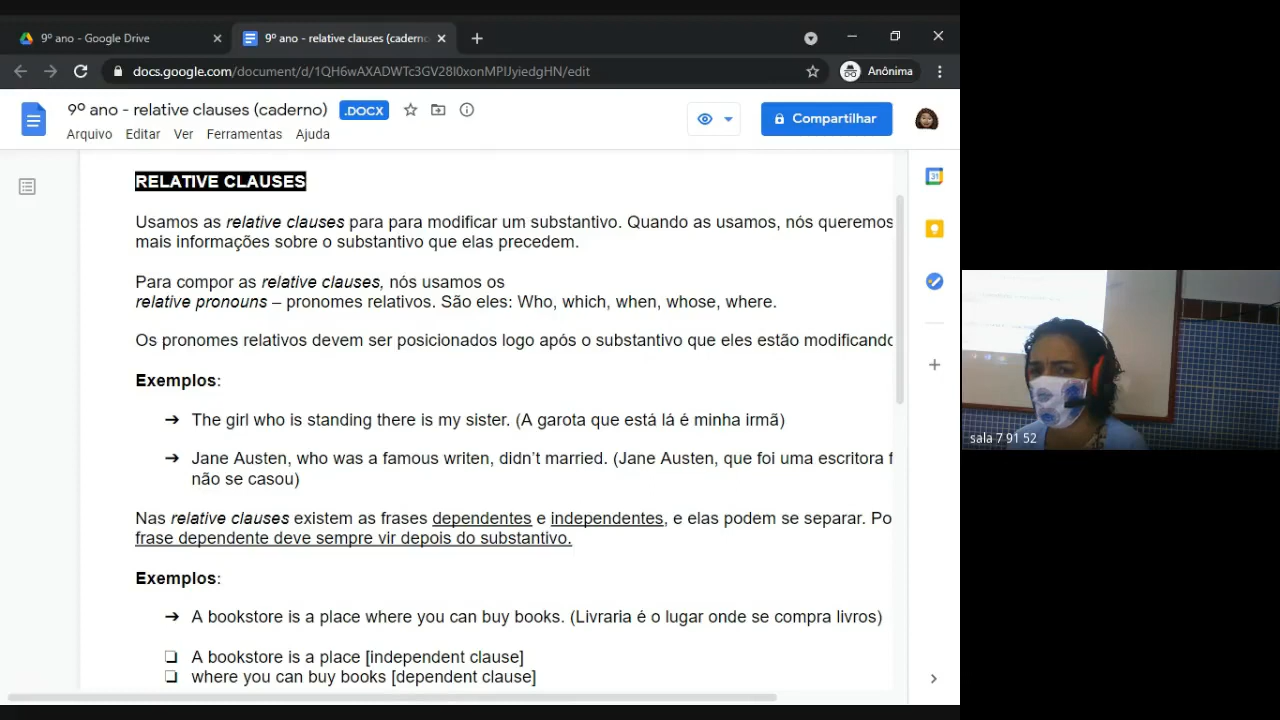 9º ano - Google Drive
9º ano - relative clauses (caderno
docs.google.com/document/d/1QH6wAXADWTc3GV28I0xonMPlJyiedgHN/edit
Anônima
9º ano - relative clauses (caderno)
.DOCX
Compartilhar
Arquivo Editar Ver Ferramentas Ajuda
31
RELATIVE CLAUSES
Usamos as relative clauses para para modificar um substantivo. Quando as usamos, nós queremos
mais informações sobre o substantivo que elas precedem.
Para compor as relative clauses, nós usamos os
relative pronouns – pronomes relativos. São eles: Who, which, when, whose, where.
Os pronomes relativos devem ser posicionados logo após o substantivo que eles estão modificando
Exemplos:
➔ The girl who is standing there is my sister. (A garota que está lá é minha irmã)
➔ Jane Austen, who was a famous writen, didn’t married. (Jane Austen, que foi uma escritora f
não se casou)
Nas relative clauses existem as frases dependentes e independentes, e elas podem se separar. Po
frase dependente deve sempre vir depois do substantivo.
Exemplos:
➔ A bookstore is a place where you can buy books. (Livraria é o lugar onde se compra livros)
❏ A bookstore is a place [independent clause]
❏ where you can buy books [dependent clause]
sala 7 91 52